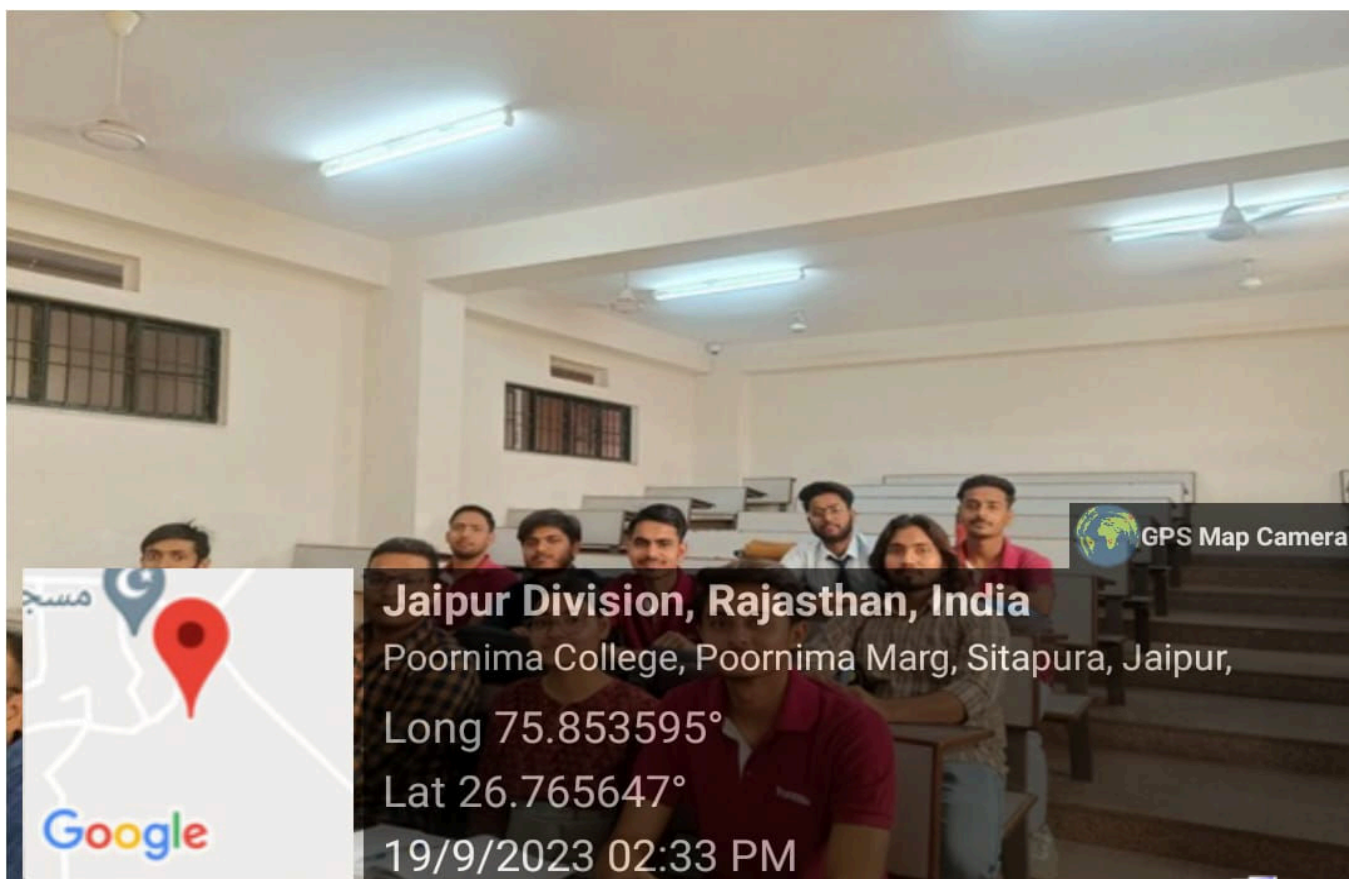 GPS Map Camera
مسج
Jaipur Division, Rajasthan, India
Poornima College, Poornima Marg, Sitapura, Jaipur,
Long 75.853595°
Lat 26.765647°
Google
19/9/2023 02:33 PM